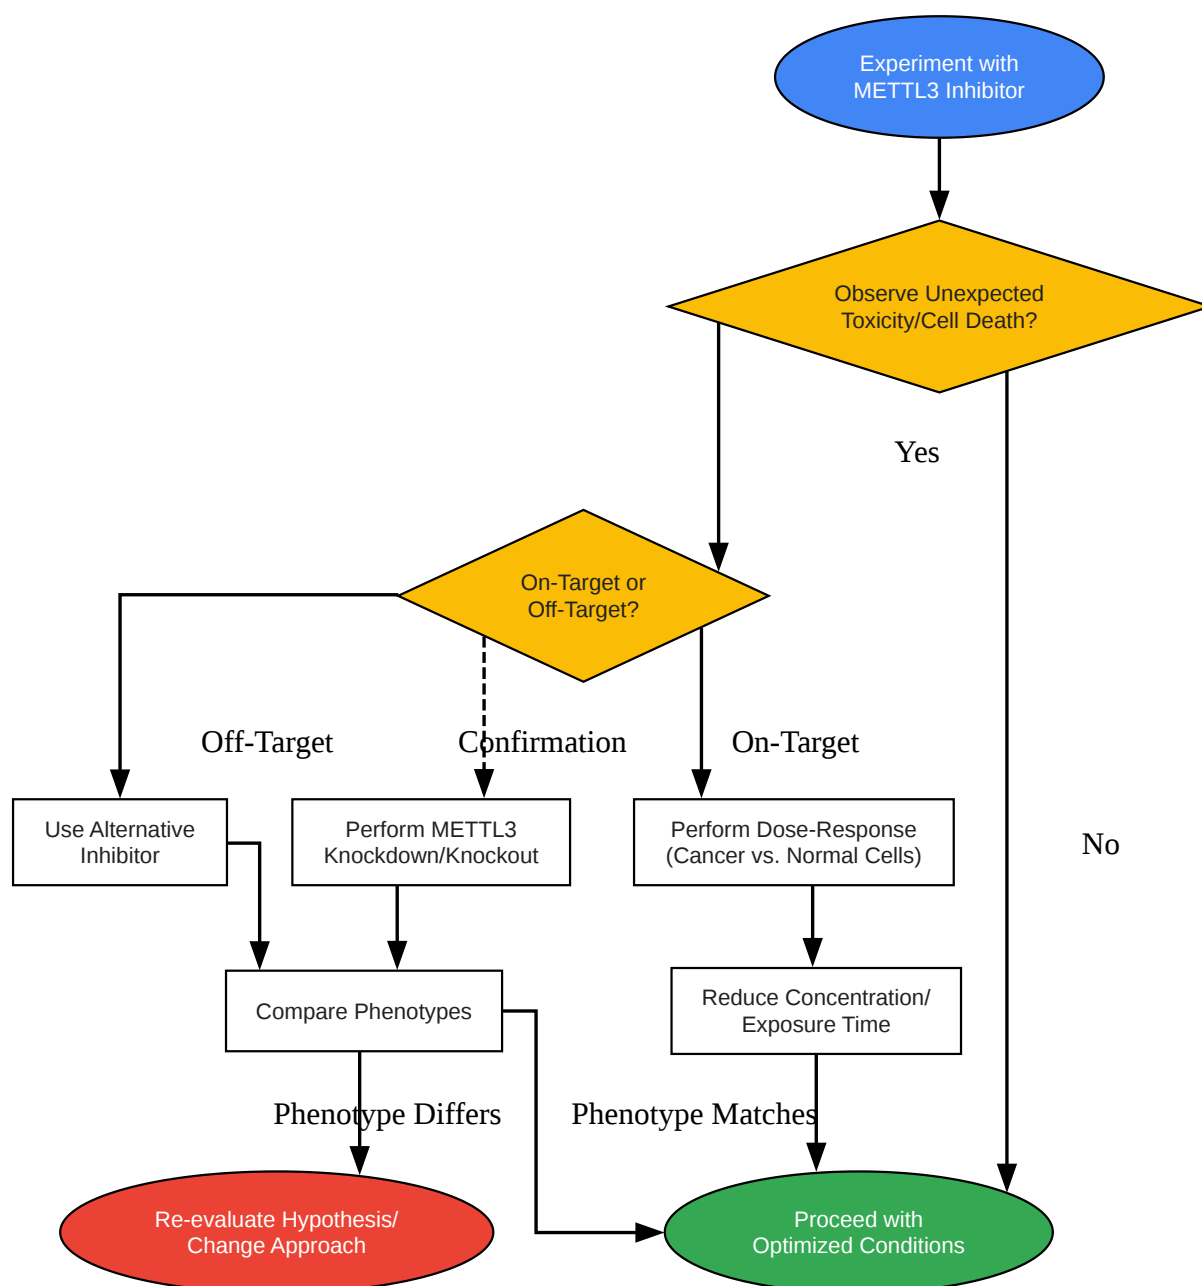 Experiment with
METTL3 Inhibitor
Observe Unexpected
Toxicity/Cell Death?
Yes
On-Target or
Off-Target?
Off-Target
Confirmation
On-Target
Use Alternative
Inhibitor
Perform METTL3
Knockdown/Knockout
Perform Dose-Response
(Cancer vs. Normal Cells)
No
Compare Phenotypes
Reduce Concentration/
Exposure Time
Phenotype Differs
Phenotype Matches
Re-evaluate Hypothesis/
Change Approach
Proceed with
Optimized Conditions